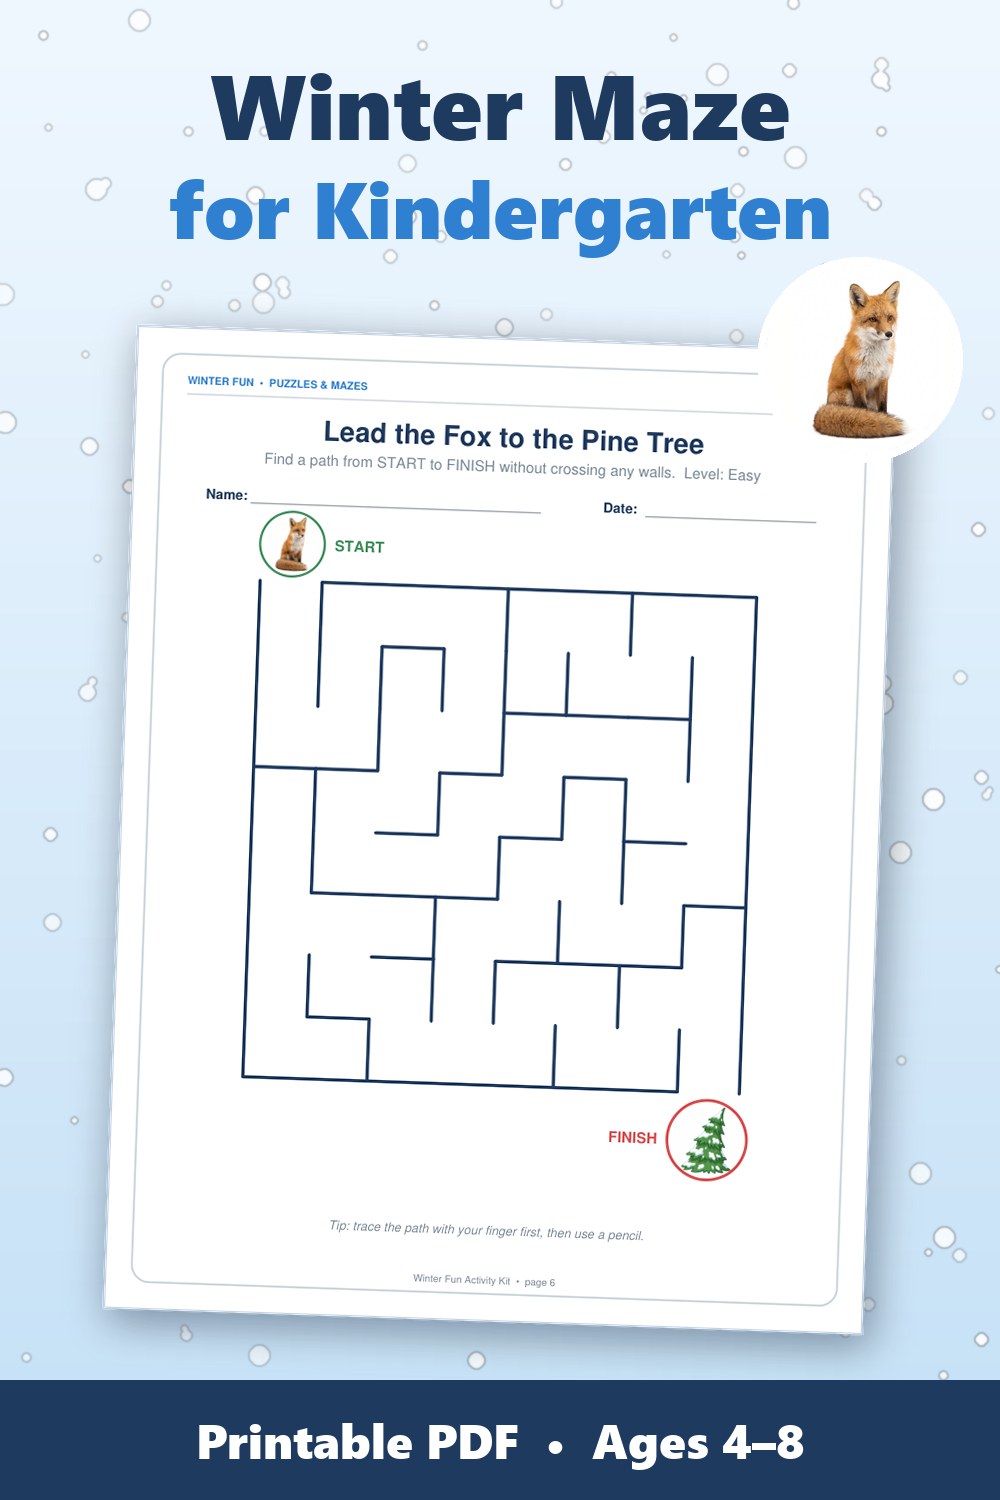 Winter Maze
for Kindergarten
WINTER FUN • PUZZLES & MAZES
Lead the Fox to the Pine Tree
Find a path from START to FINISH without crossing any walls. Level: Easy
Name: Date:
START
FINISH
Tip: trace the path with your finger first, then use a pencil.
Winter Fun Activity Kit • page 6
Printable PDF • Ages 4–8